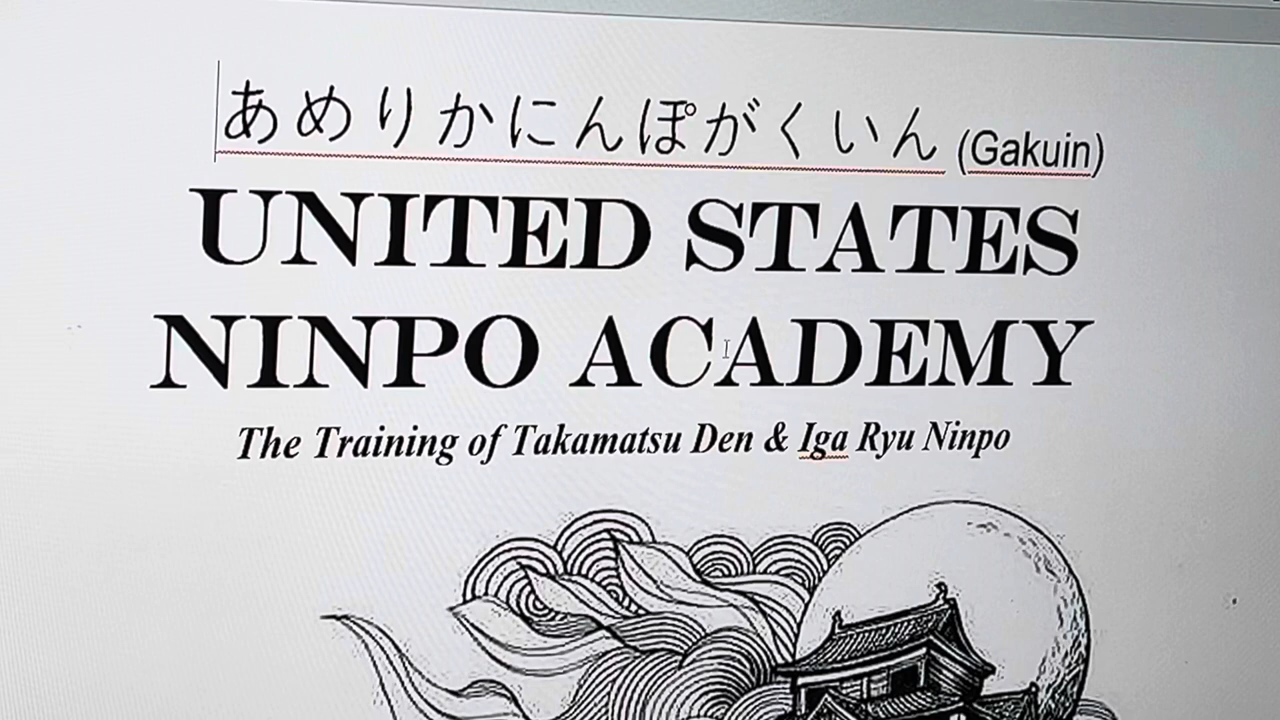 あめりかにんぽがくいん (Gakuin)
UNITED STATES
NINPO ACADEMY
The Training of Takamatsu Den & Iga Ryu Ninpo